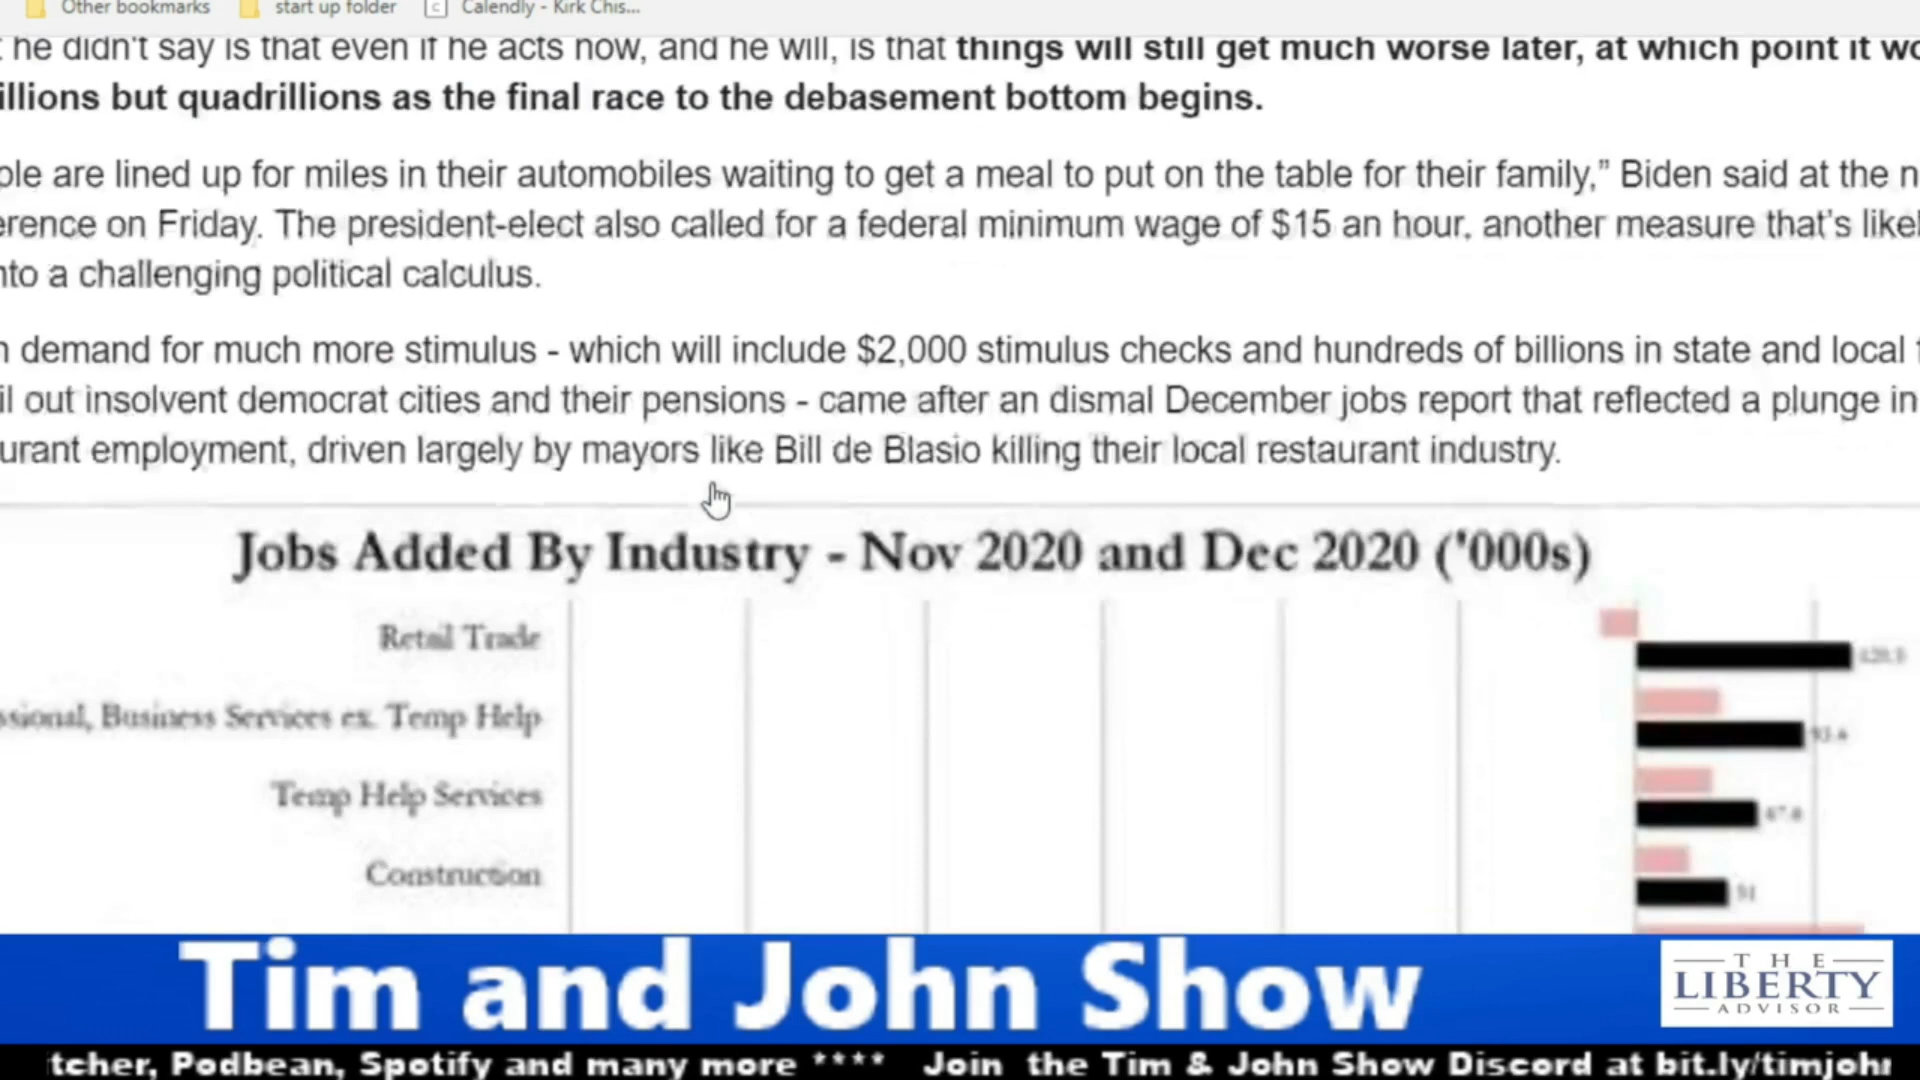 Other bookmarks start up folder Calendly - Kirk Chis...
he didn't say is that even if he acts now, and he will, is that things will still get much worse later, at which point it wo
illions but quadrillions as the final race to the debasement bottom begins.
ple are lined up for miles in their automobiles waiting to get a meal to put on the table for their family,” Biden said at the n
erence on Friday. The president-elect also called for a federal minimum wage of $15 an hour, another measure that's likel
nto a challenging political calculus.
n demand for much more stimulus - which will include $2,000 stimulus checks and hundreds of billions in state and local f
il out insolvent democrat cities and their pensions - came after an dismal December jobs report that reflected a plunge in
urant employment, driven largely by mayors like Bill de Blasio killing their local restaurant industry.
Jobs Added By Industry - Nov 2020 and Dec 2020 ('000s)
Retail Trade
ssional, Business Services ex. Temp Help
Temp Help Services
Construction
Tim and John Show
THE
LIBERTY
ADVISOR
tcher, Podbean, Spotify and many more **** Join the Tim & John Show Discord at bit.ly/timjohn